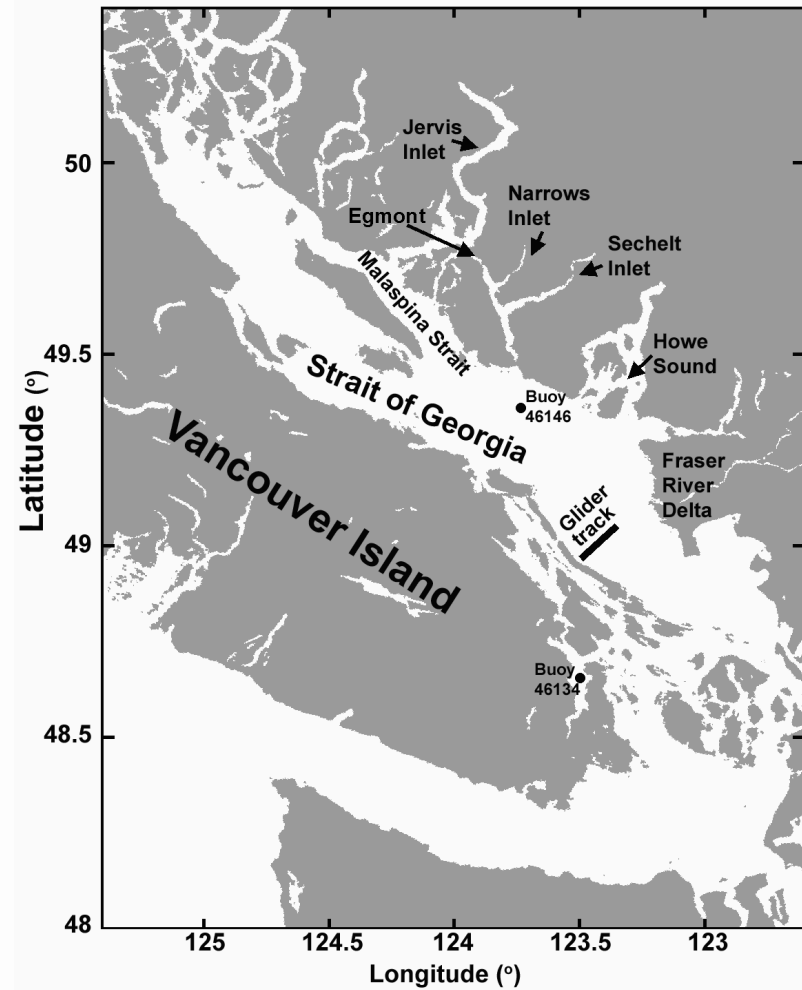 Jervis
Inlet
50
Narrows
Inlet
Egmont
Sechelt
Inlet
Malaspina Strait
Howe
Sound
49.5
Strait of Georgia
Buoy
46146
Vancouver Island
Fraser
River
Delta
Glider
track
49
Latitude (º)
Buoy
46134
48.5
48
125
124.5
124
123.5
123
Longitude (º)